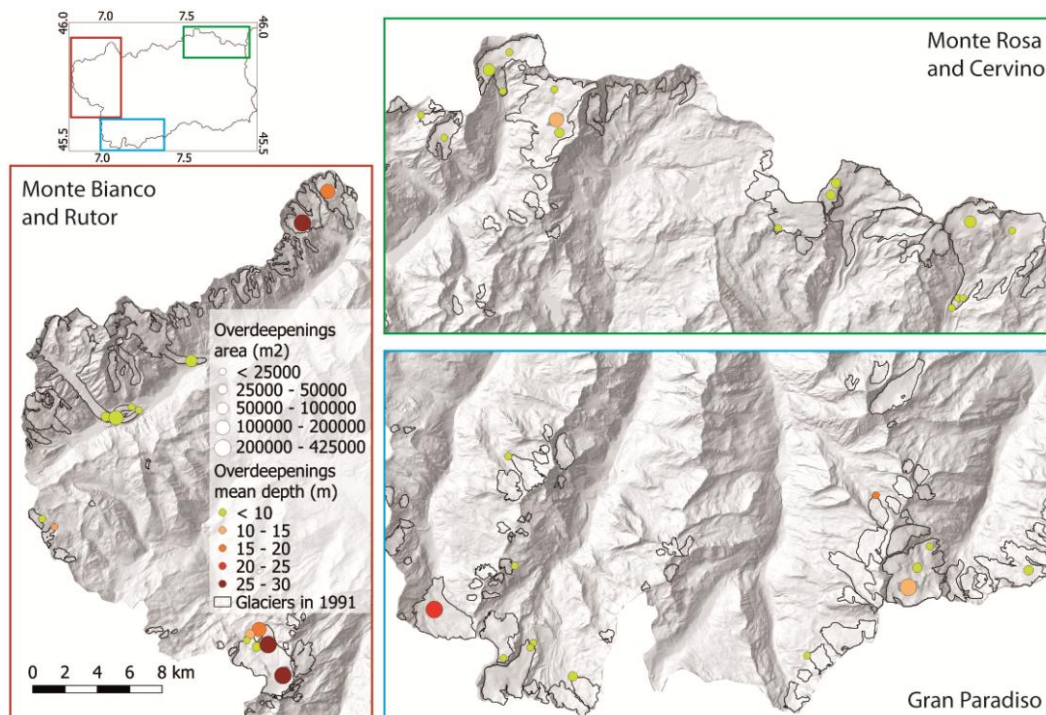 7.0 7.5
46.0 46.0
45.5 45.5
7.0 7.5
Monte Rosa
and Cervino
Monte Bianco
and Rutor
Overdeepenings
area (m2)
< 25000
25000 - 50000
50000 - 100000
100000 - 200000
200000 - 425000
Overdeepenings
mean depth (m)
< 10
10 - 15
15 - 20
20 - 25
25 - 30
Glaciers in 1991
0 2 4 6 8 km
Gran Paradiso